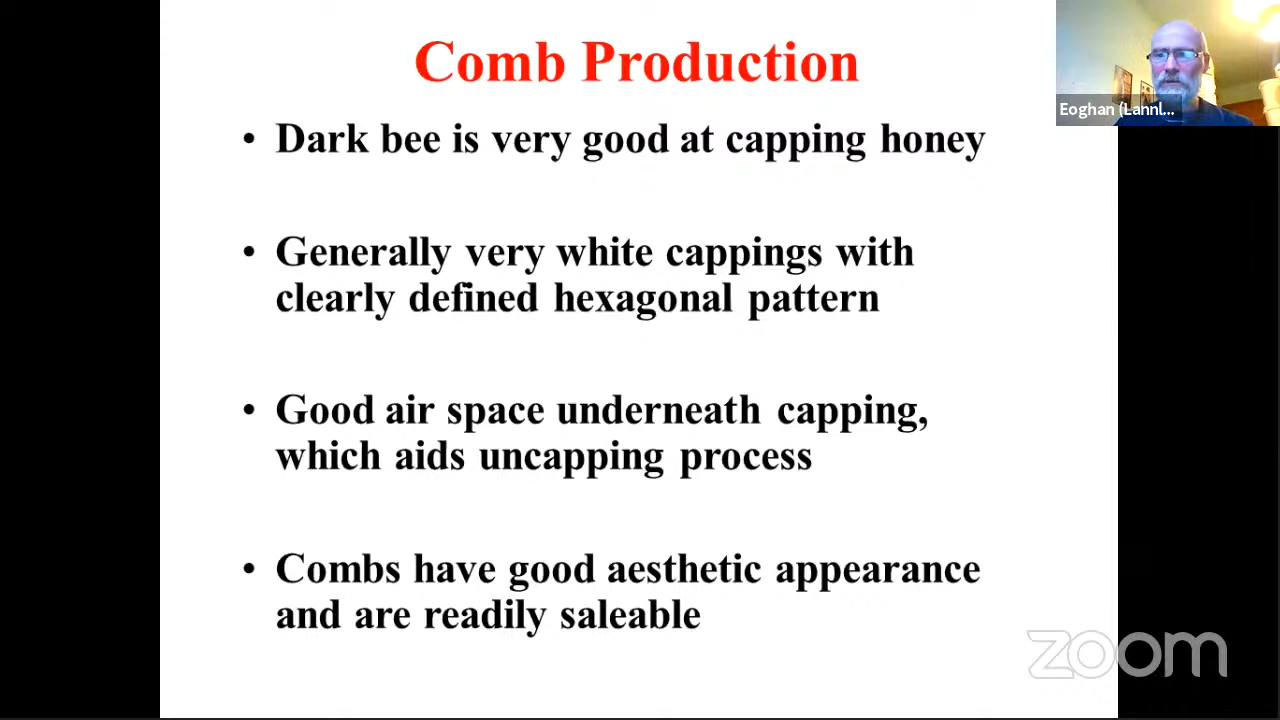 Comb Production
• Dark bee is very good at capping honey
• Generally very white cappings with
clearly defined hexagonal pattern
• Good air space underneath capping,
which aids uncapping process
• Combs have good aesthetic appearance
and are readily saleable
Eoghan (Lannl...
zoom